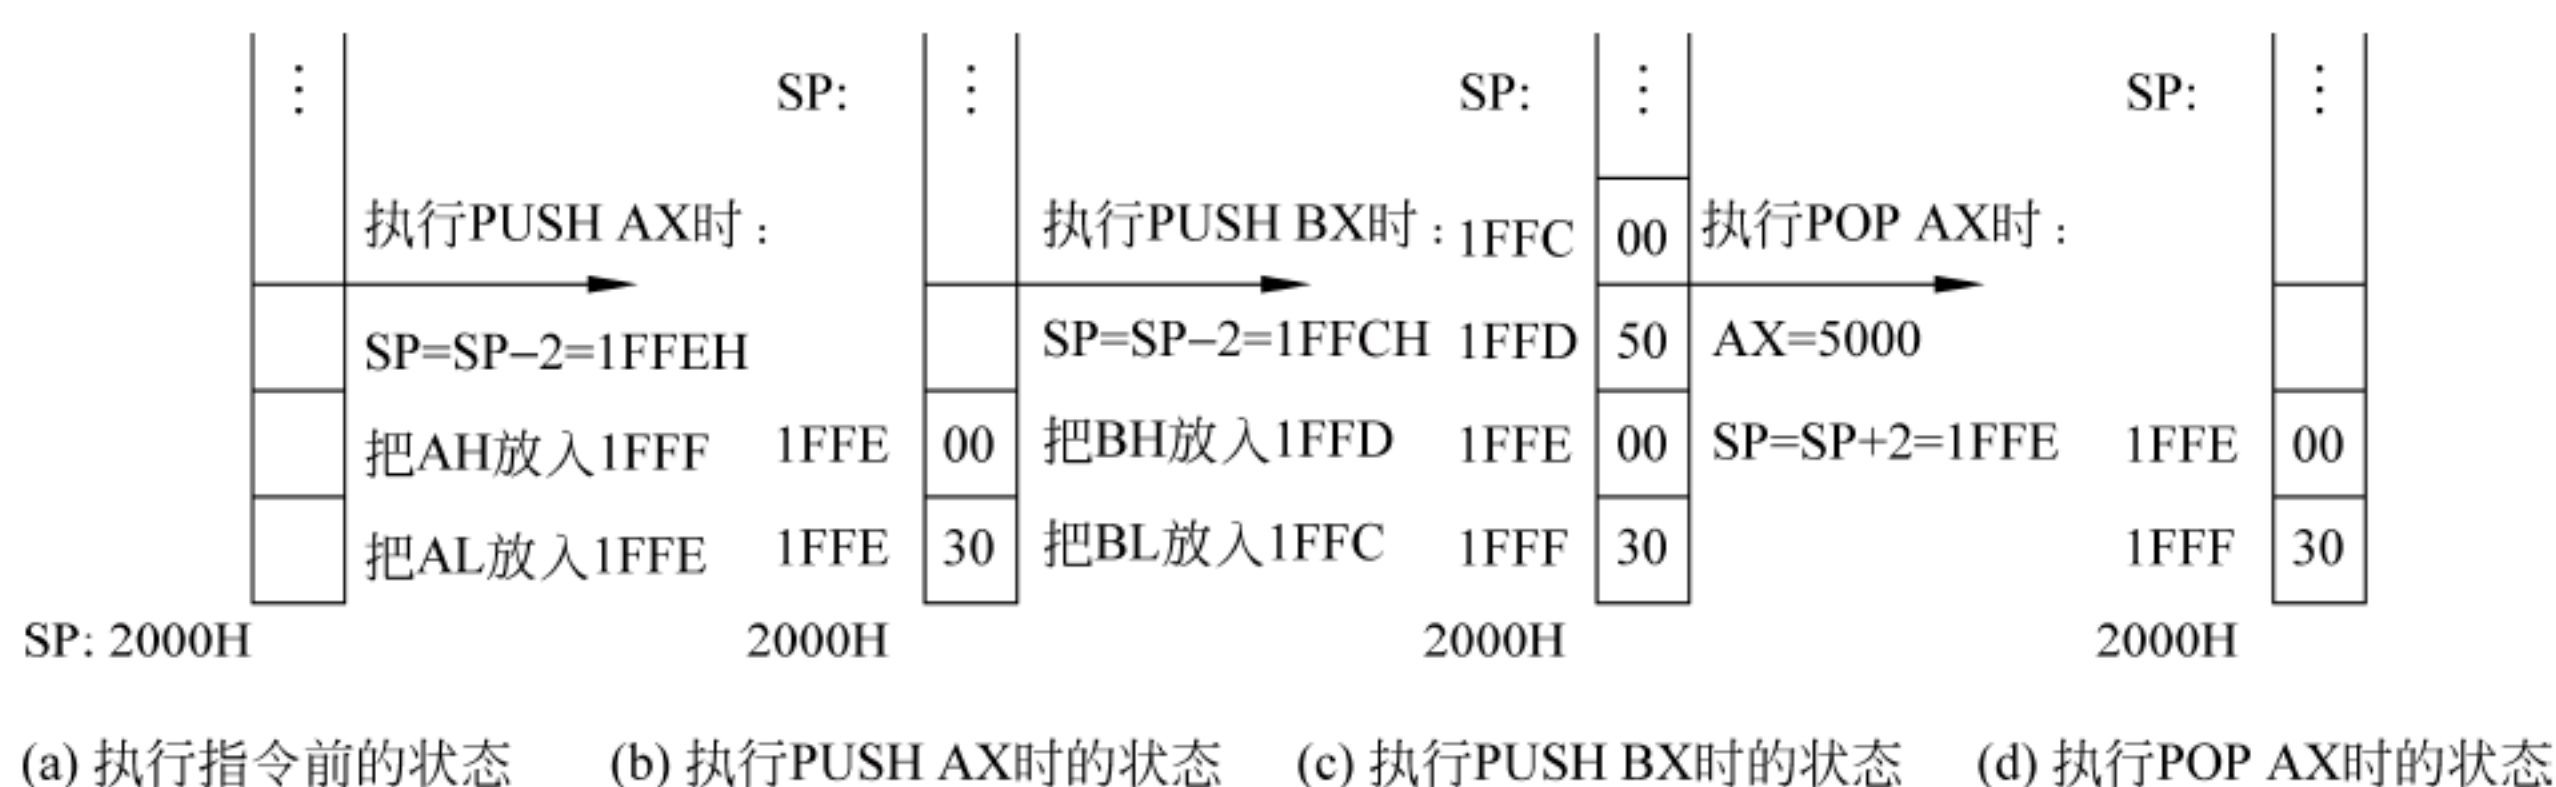 ⋮
执行PUSH AX时：
SP=SP–2=1FFEH
把AH放入1FFF
把AL放入1FFE
SP: 2000H
SP:
⋮
1FFE 00
1FFE 30
2000H
执行PUSH BX时：
SP=SP–2=1FFCH
把BH放入1FFD
把BL放入1FFC
SP:
⋮
1FFC 00
1FFD 50
1FFE 00
1FFF 30
2000H
执行POP AX时：
AX=5000
SP=SP+2=1FFE
SP:
⋮
1FFE 00
1FFF 30
2000H
(a) 执行指令前的状态
(b) 执行PUSH AX时的状态
(c) 执行PUSH BX时的状态
(d) 执行POP AX时的状态